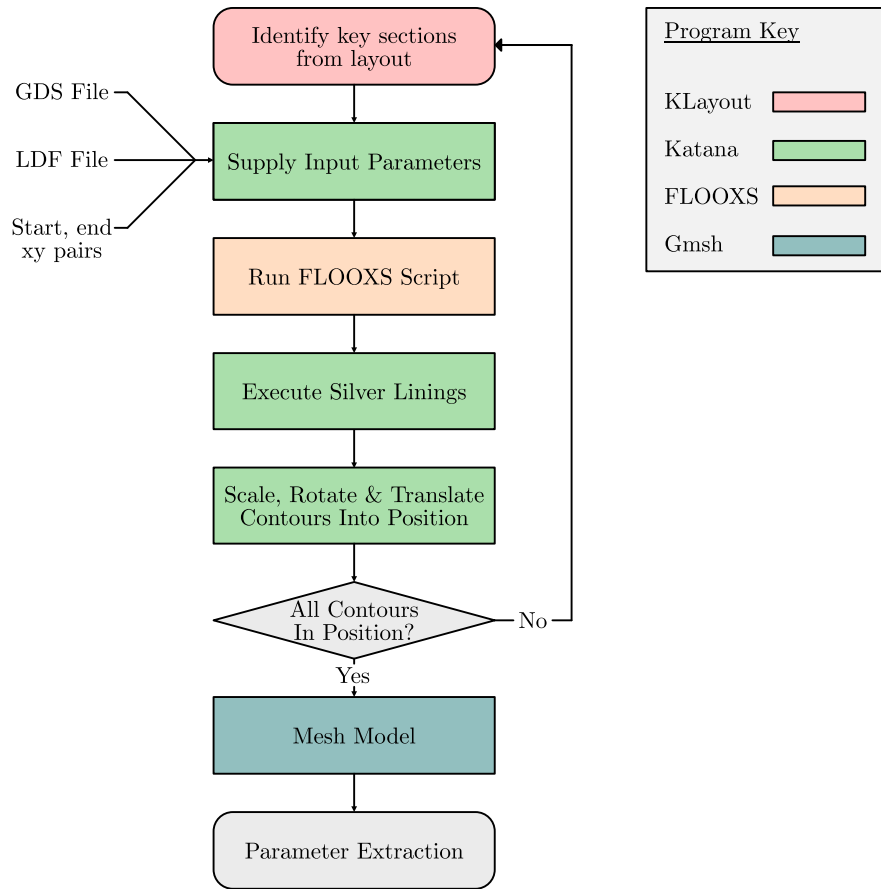 Identify key sections
from layout
GDS File
LDF File
Start, end
xy pairs
Supply Input Parameters
Run FLOOXS Script
Execute Silver Linings
Scale, Rotate & Translate
Contours Into Position
All Contours
In Position?
No
Yes
Mesh Model
Parameter Extraction
Program Key
KLayout
Katana
FLOOXS
Gmsh